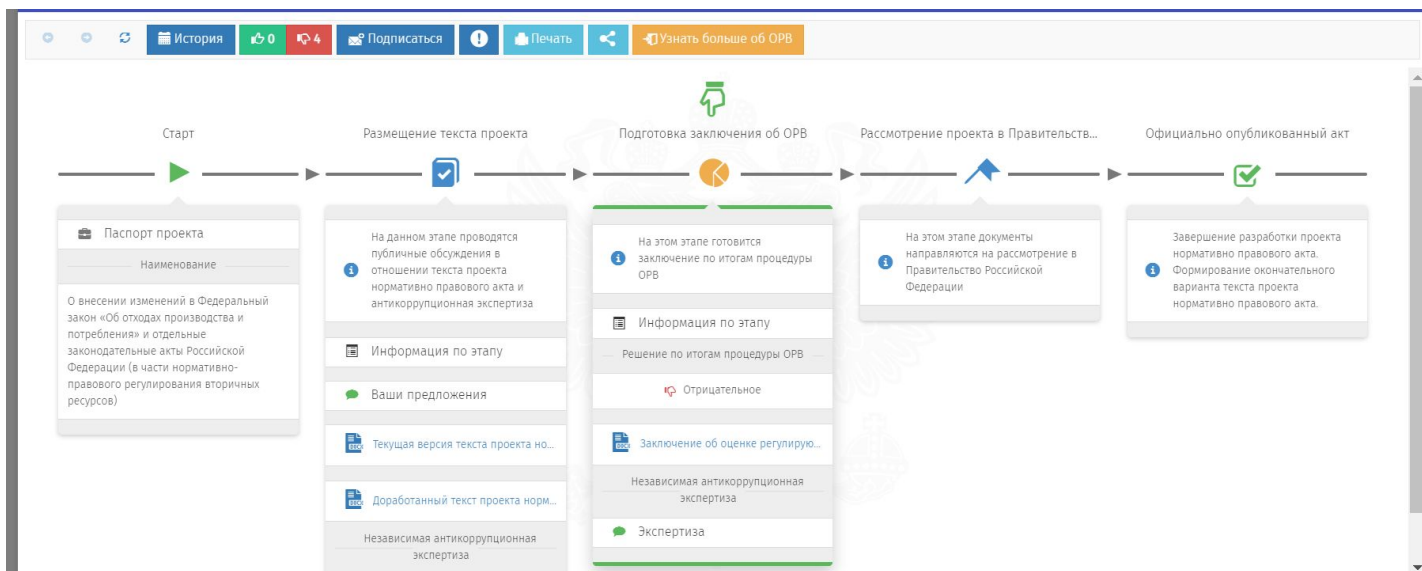 История
0
4
Подписаться
Печать
Узнать больше об ОРВ
Старт
Размещение текста проекта
Подготовка заключения об ОРВ
Рассмотрение проекта в Правительств...
Официально опубликованный акт
Паспорт проекта
Наименование
О внесении изменений в Федеральный
закон «Об отходах производства и
потребления» и отдельные
законодательные акты Российской
Федерации (в части нормативно-
правового регулирования вторичных
ресурсов)
На данном этапе проводятся
публичные обсуждения в
отношении текста проекта
нормативно правового акта и
антикоррупционная экспертиза
Информация по этапу
Ваши предложения
Текущая версия текста проекта но...
Доработанный текст проекта норм...
Независимая антикоррупционная
экспертиза
На этом этапе готовится
заключение по итогам процедуры
ОРВ
Информация по этапу
Решение по итогам процедуры ОРВ
Отрицательное
Заключение об оценке регулирую...
Независимая антикоррупционная
экспертиза
Экспертиза
На этом этапе документы
направляются на рассмотрение в
Правительство Российской
Федерации
Завершение разработки проекта
нормативно правового акта.
Формирование окончательного
варианта текста проекта
нормативно правового акта.